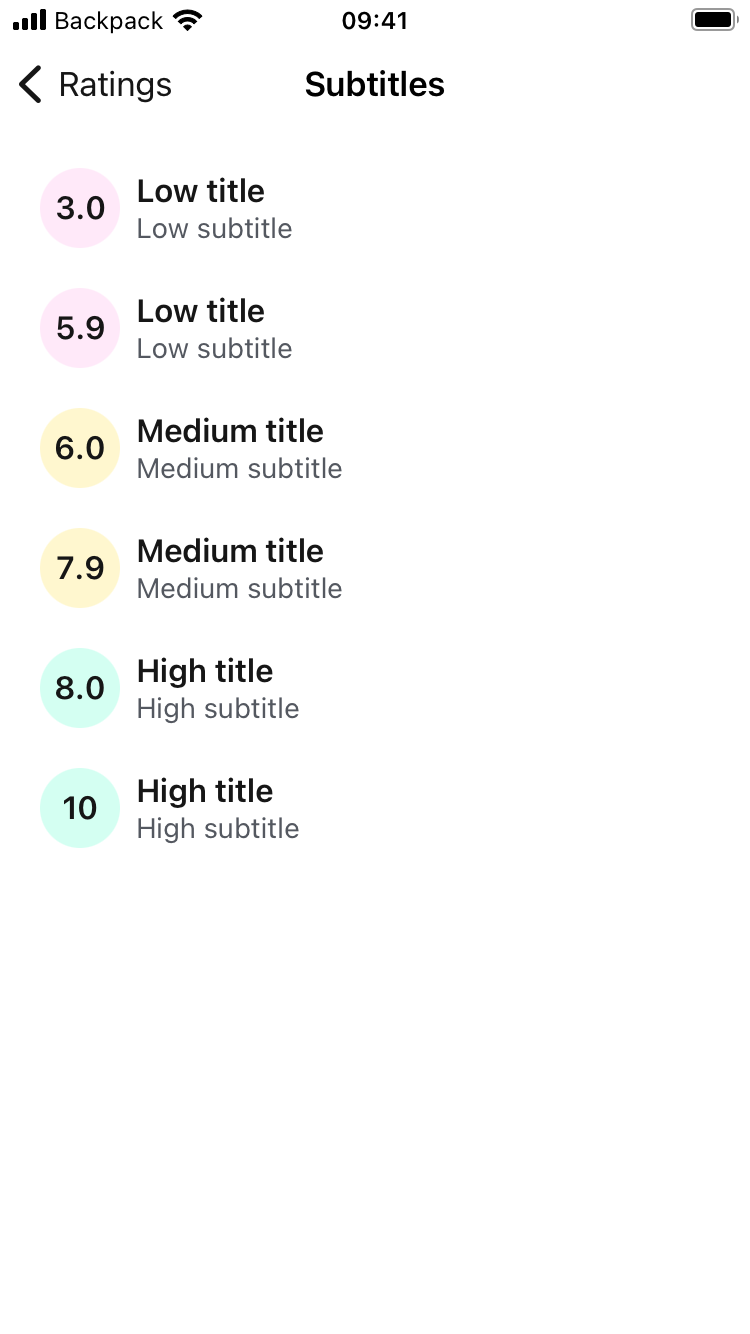 Backpack 09:41
Ratings Subtitles
3.0 Low title
Low subtitle
5.9 Low title
Low subtitle
6.0 Medium title
Medium subtitle
7.9 Medium title
Medium subtitle
8.0 High title
High subtitle
10 High title
High subtitle